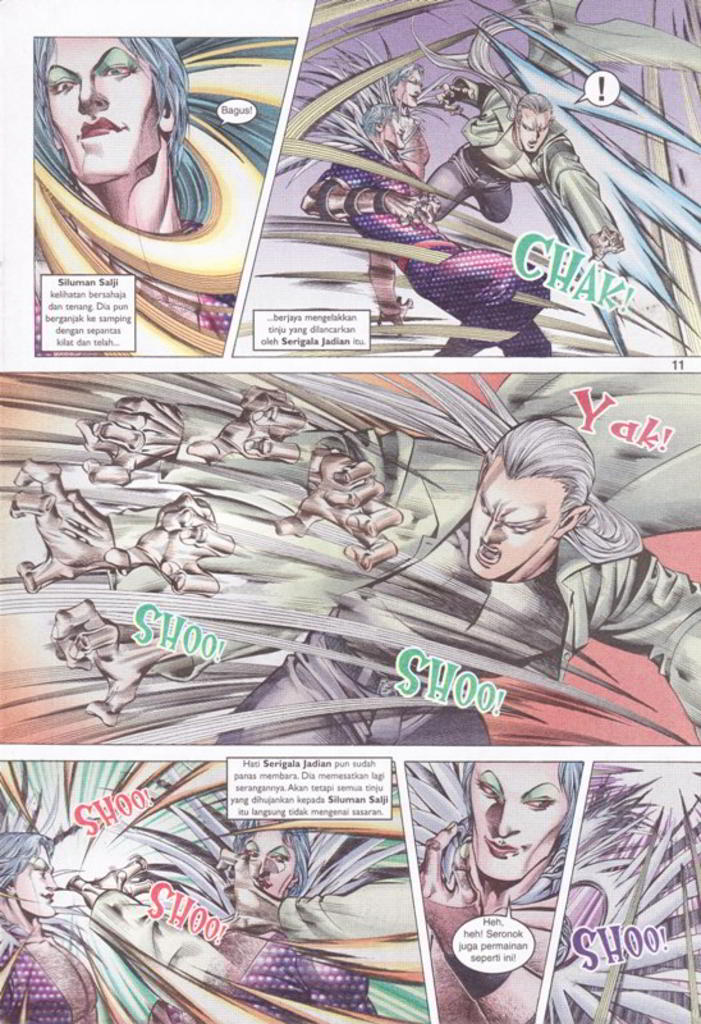 Bagus!
Siluman Salji
kelihatan bersahaja
dan tenang. Dia pun
berganjak ke samping
dengan sepantas
kilat dan telah...
!
CHAK!
...berjaya mengelakkan
tinju yang dilancarkan
oleh Serigala Jadian itu.
11
Yak!
SHOO!
SHOO!
Hati Serigala Jadian pun sudah
panas membara. Dia memesatkan lagi
serangannya. Akan tetapi semua tinju
yang dihujankan kepada Siluman Salji
itu langsung tidak mengenai sasaran.
SHOO!
SHOO!
Heh,
heh! Seronok
juga permainan
seperti ini!
SHOO!